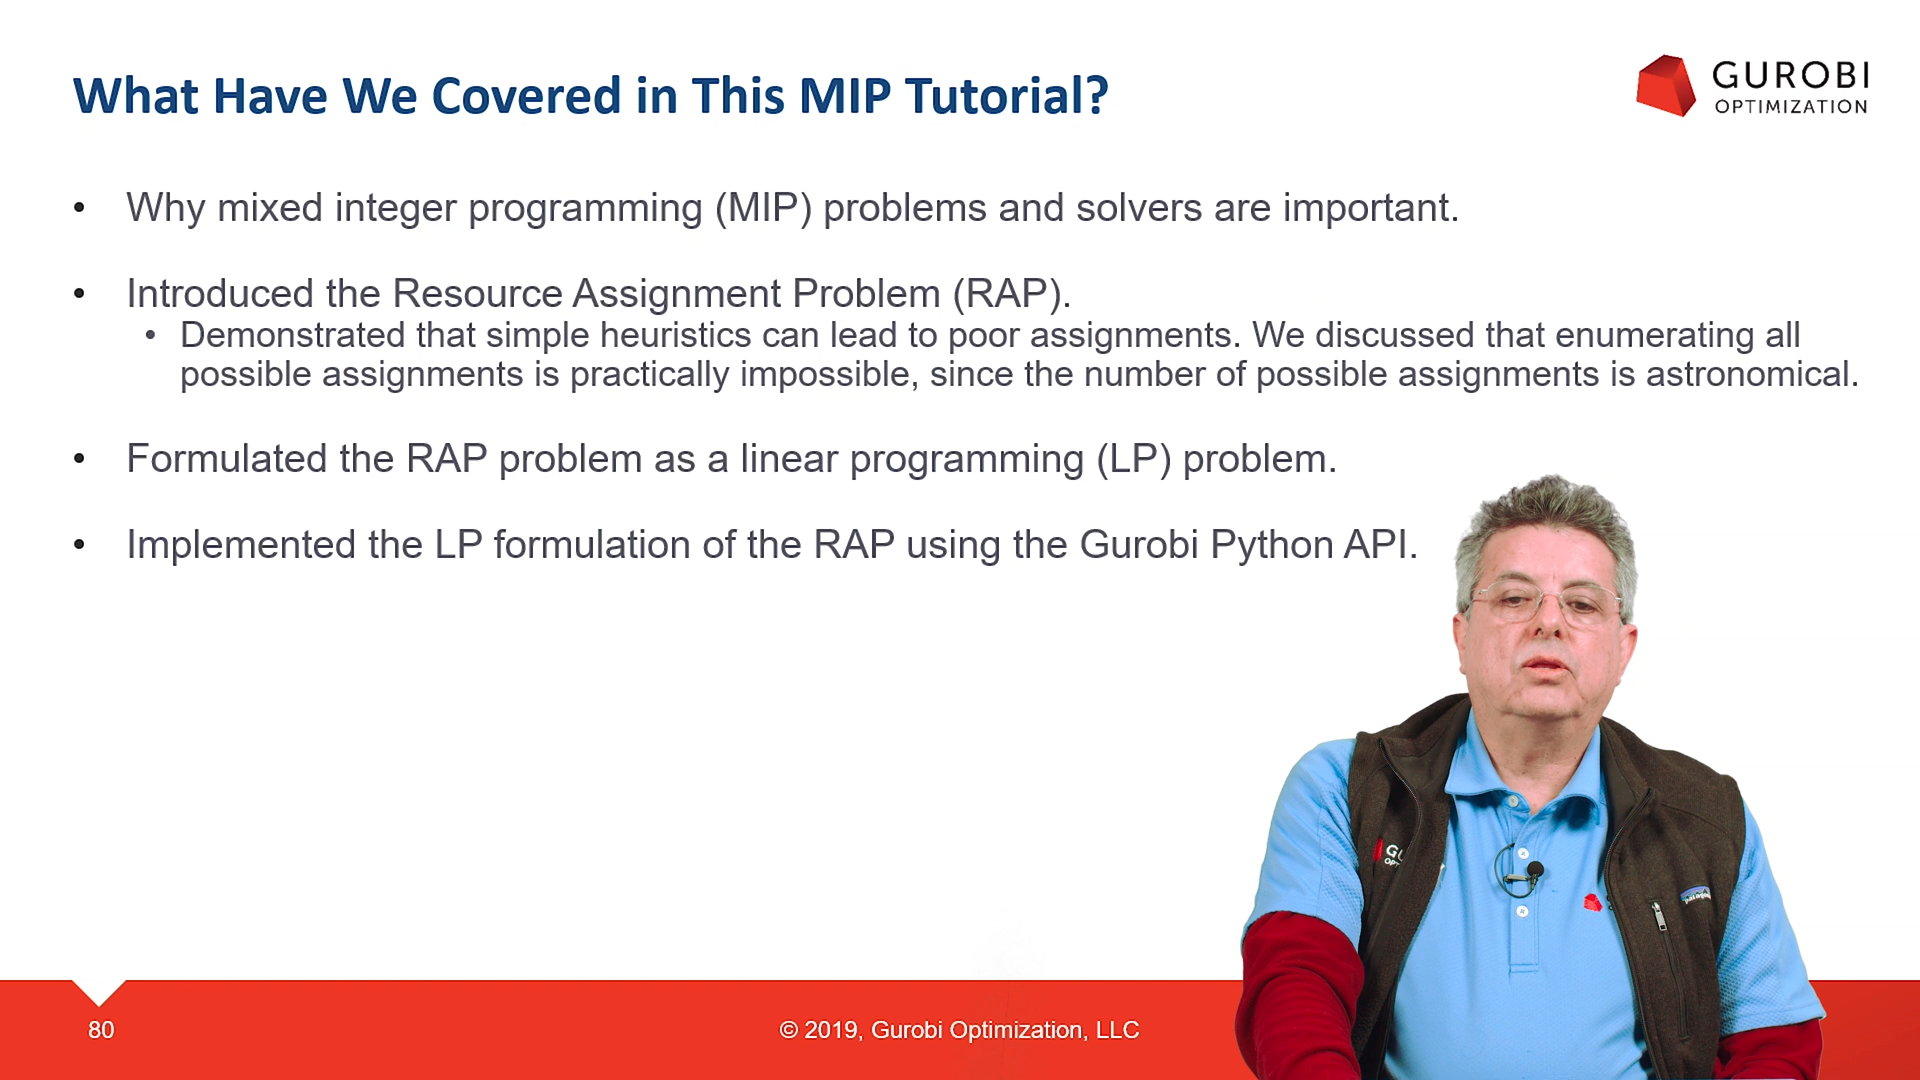 What Have We Covered in This MIP Tutorial?
GUROBI
OPTIMIZATION
• Why mixed integer programming (MIP) problems and solvers are important.
• Introduced the Resource Assignment Problem (RAP).
• Demonstrated that simple heuristics can lead to poor assignments. We discussed that enumerating all
possible assignments is practically impossible, since the number of possible assignments is astronomical.
• Formulated the RAP problem as a linear programming (LP) problem.
• Implemented the LP formulation of the RAP using the Gurobi Python API.
GU
OPT
patagonia
80
© 2019, Gurobi Optimization, LLC